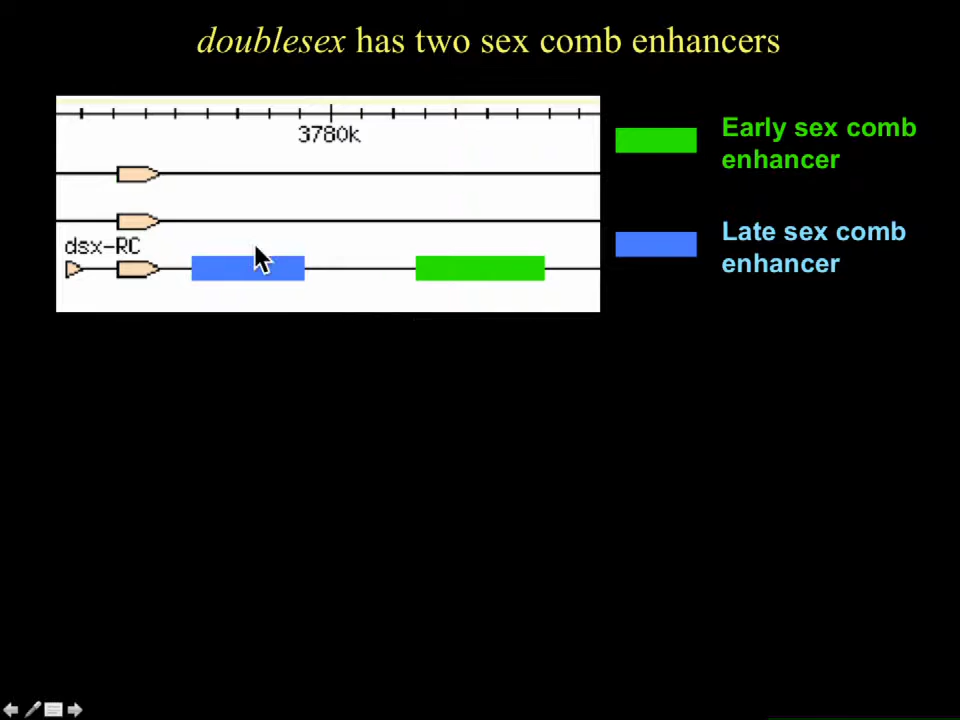 doublesex has two sex comb enhancers
3780k
dsx-RC
Early sex comb
enhancer
Late sex comb
enhancer